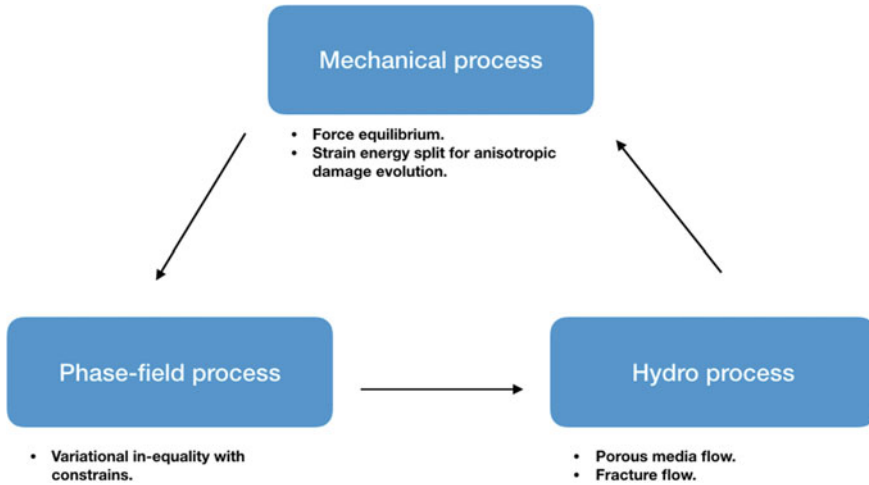 Mechanical process
• Force equilibrium.
• Strain energy split for anisotropic
damage evolution.
Phase-field process
Hydro process
• Variational in-equality with
constrains.
• Porous media flow.
• Fracture flow.